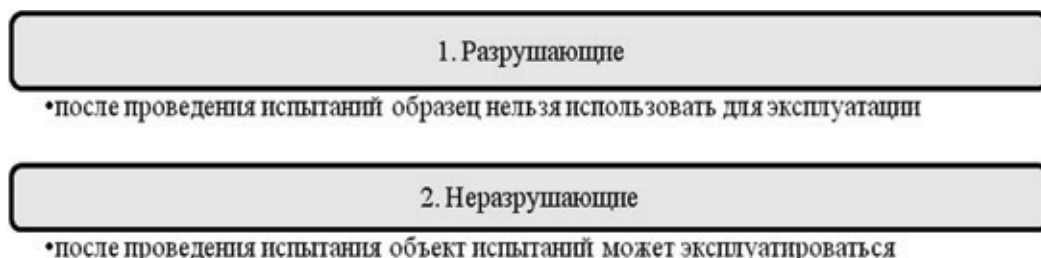 1. Разрушающие
•после проведения испытаний образец нельзя использовать для эксплуатации
2. Неразрушающие
•после проведения испытания объект испытаний может эксплуатироваться